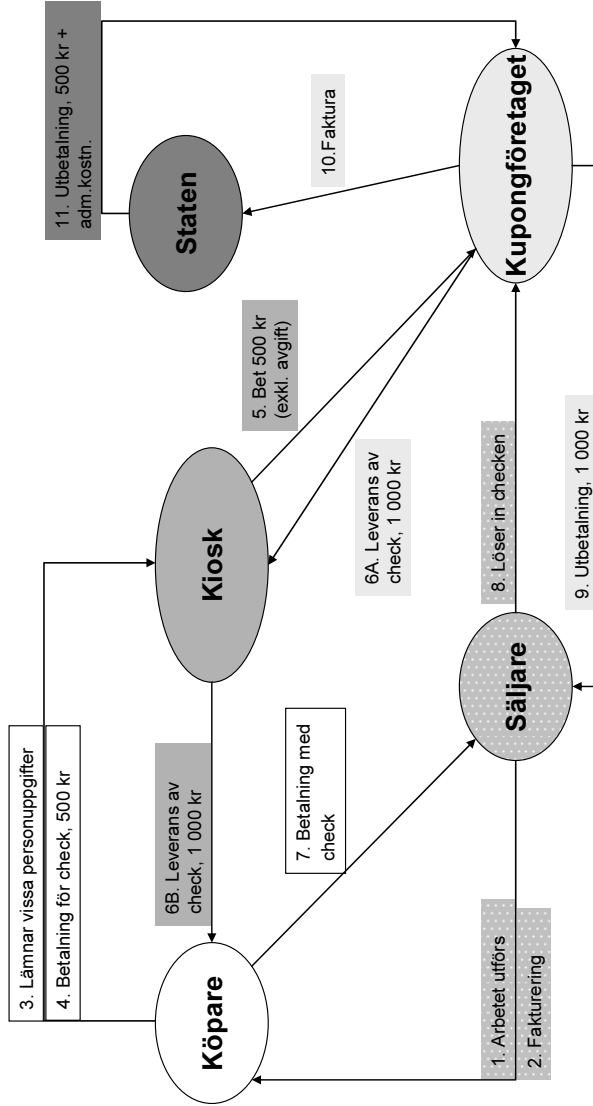 3. Lämnar vissa personuppgifter
4. Betalning för check, 500 kr
11. Utbetalning, 500 kr +
adm.kostn.
Köpare
6B. Leverans av
check, 1 000 kr
Kiosk
5. Bet 500 kr
(exkl. avgift)
Staten
10.Faktura
7. Betalning med
check
6A. Leverans av
check, 1 000 kr
1. Arbetet utförs
2. Fakturering
Säljare
8. Löser in checken
Kupongföretaget
9. Utbetalning, 1 000 kr